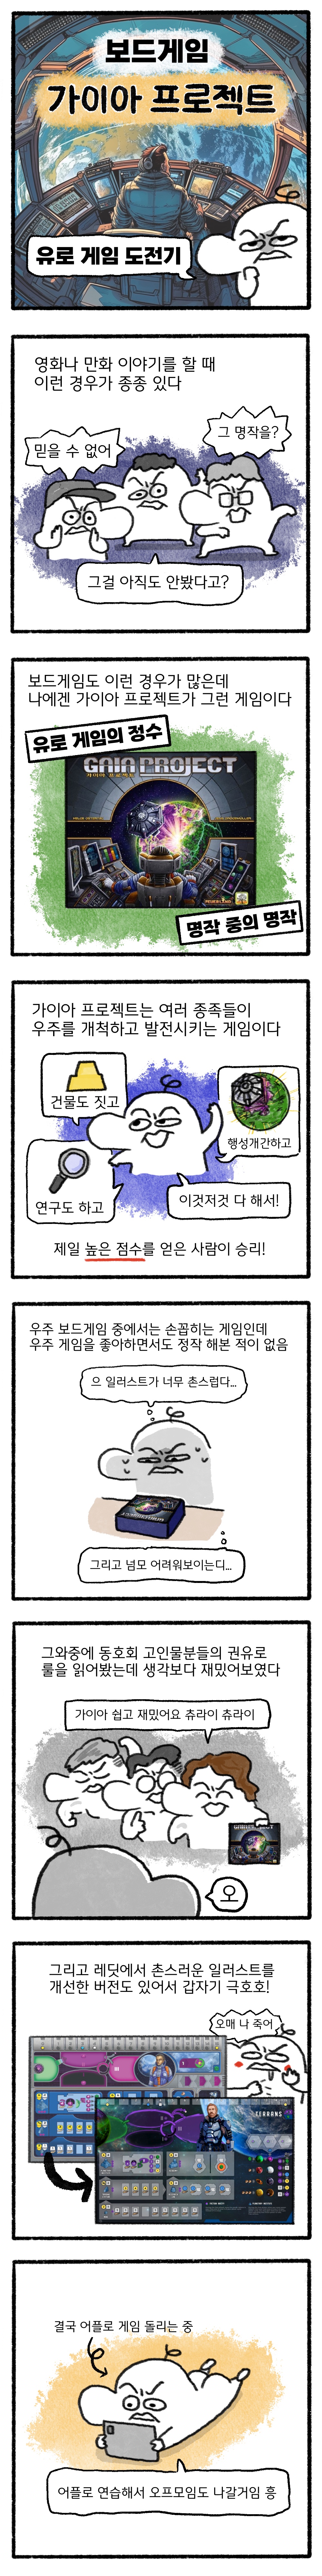 보드게임
가이아 프로젝트
유로 게임 도전기
영화나 만화 이야기를 할 때
이런 경우가 종종 있다
그 명작을?
믿을 수 없어
그걸 아직도 안봤다고?
보드게임도 이런 경우가 많은데
나에겐 가이아 프로젝트가 그런 게임이다
유로 게임의 정수
GAIA PROJECT
가이아 프로젝트
명작 중의 명작
가이아 프로젝트는 여러 종족들이
우주를 개척하고 발전시키는 게임이다
건물도 짓고
행성개간하고
연구도 하고
이것저것 다 해서!
제일 높은 점수를 얻은 사람이 승리!
우주 보드게임 중에서는 손꼽히는 게임인데
우주 게임을 좋아하면서도 정작 해본 적이 없음
으 일러스트가 너무 촌스럽다...
그리고 넘모 어려워보이는디...
그와중에 동호회 고인물분들의 권유로
룰을 읽어봤는데 생각보다 재밌어보였다
가이아 쉽고 재밌어요 츄라이 츄라이
GAIA PROJECT
오
그리고 레딧에서 촌스러운 일러스트를
개선한 버전도 있어서 갑자기 극호호!
오매 나 죽어
TERRANS
결국 어플로 게임 돌리는 중
어플로 연습해서 오프모임도 나갈거임 흥